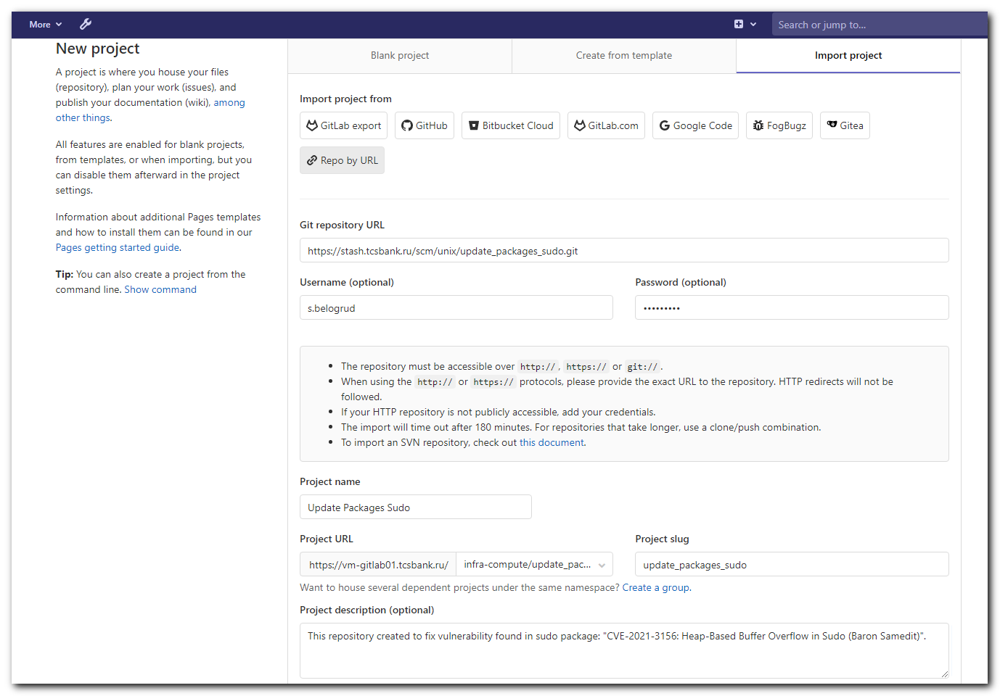 More
Search or jump to...
New project
A project is where you house your files
(repository), plan your work (issues), and
publish your documentation (wiki), among
other things.
All features are enabled for blank projects,
from templates, or when importing, but you
can disable them afterward in the project
settings.
Information about additional Pages templates
and how to install them can be found in our
Pages getting started guide.
Tip: You can also create a project from the
command line. Show command
Blank project
Create from template
Import project
Import project from
GitLab export
GitHub
Bitbucket Cloud
GitLab.com
Google Code
FogBugz
Gitea
Repo by URL
Git repository URL
https://stash.tcsbank.ru/scm/unix/update_packages_sudo.git
Username (optional)
Password (optional)
s.belogrud
•••••••••
• The repository must be accessible over http://, https:// or git://.
• When using the http:// or https:// protocols, please provide the exact URL to the repository. HTTP redirects will not be
followed.
• If your HTTP repository is not publicly accessible, add your credentials.
• The import will time out after 180 minutes. For repositories that take longer, use a clone/push combination.
• To import an SVN repository, check out this document.
Project name
Update Packages Sudo
Project URL
Project slug
https://vm-gitlab01.tcsbank.ru/
infra-compute/update_pac...
update_packages_sudo
Want to house several dependent projects under the same namespace? Create a group.
Project description (optional)
This repository created to fix vulnerability found in sudo package: "CVE-2021-3156: Heap-Based Buffer Overflow in Sudo (Baron Samedit)".